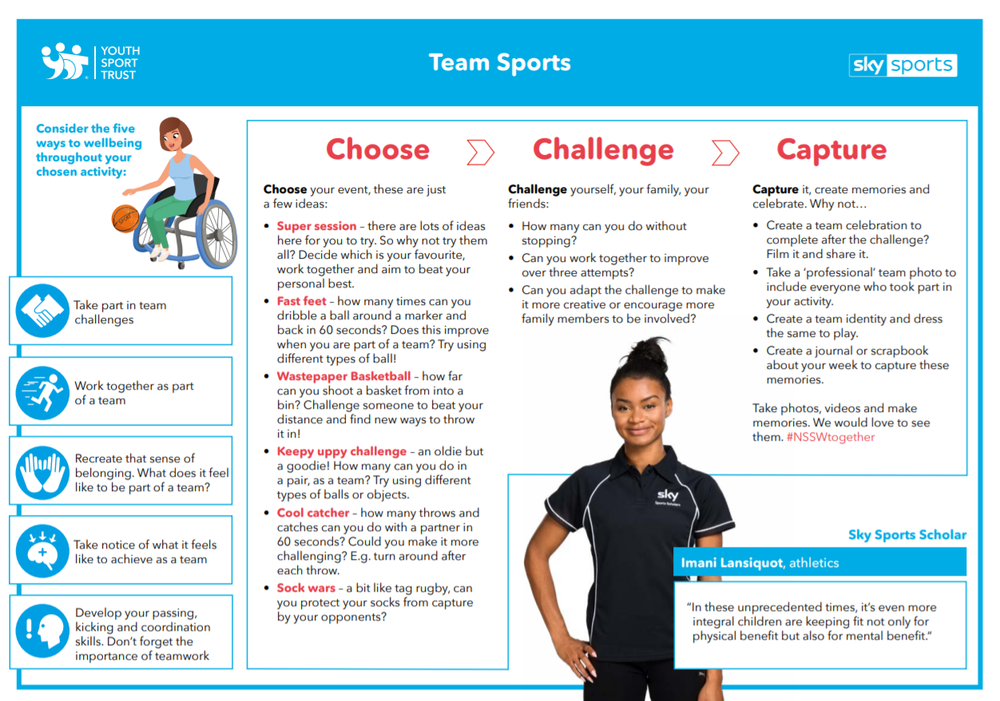 YOUTH
SPORT
TRUST
Team Sports
sky sports
Consider the five
ways to wellbeing
throughout your
chosen activity:
SPORT
Take part in team
challenges
Work together as part
of a team
Recreate that sense of
belonging. What does it feel
like to be part of a team?
Take notice of what it feels
like to achieve as a team
Develop your passing,
kicking and coordination
skills. Don't forget the
importance of teamwork
Choose
Choose your event, these are just
a few ideas:
• Super session – there are lots of ideas
here for you to try. So why not try them
all? Decide which is your favourite,
work together and aim to beat your
personal best.
• Fast feet – how many times can you
dribble a ball around a marker and
back in 60 seconds? Does this improve
when you are part of a team? Try using
different types of ball!
• Wastepaper Basketball – how far
can you shoot a basket from into a
bin? Challenge someone to beat your
distance and find new ways to throw
it in!
• Keepy uppy challenge – an oldie but
a goodie! How many can you do in
a pair, as a team? Try using different
types of balls or objects.
• Cool catcher – how many throws and
catches can you do with a partner in
60 seconds? Could you make it more
challenging? E.g. turn around after
each throw.
• Sock wars – a bit like tag rugby, can
you protect your socks from capture
by your opponents?
Challenge
Challenge yourself, your family, your
friends:
• How many can you do without
stopping?
• Can you work together to improve
over three attempts?
• Can you adapt the challenge to make
it more creative or encourage more
family members to be involved?
Capture
Capture it, create memories and
celebrate. Why not…
• Create a team celebration to
complete after the challenge?
Film it and share it.
• Take a 'professional' team photo to
include everyone who took part in
your activity.
• Create a team identity and dress
the same to play.
• Create a journal or scrapbook
about your week to capture these
memories.
Take photos, videos and make
memories. We would love to see
them. #NSSWtogether
sky
Sports Scholars
Sky Sports Scholar
Imani Lansiquot, athletics
"In these unprecedented times, it's even more
integral children are keeping fit not only for
physical benefit but also for mental benefit."